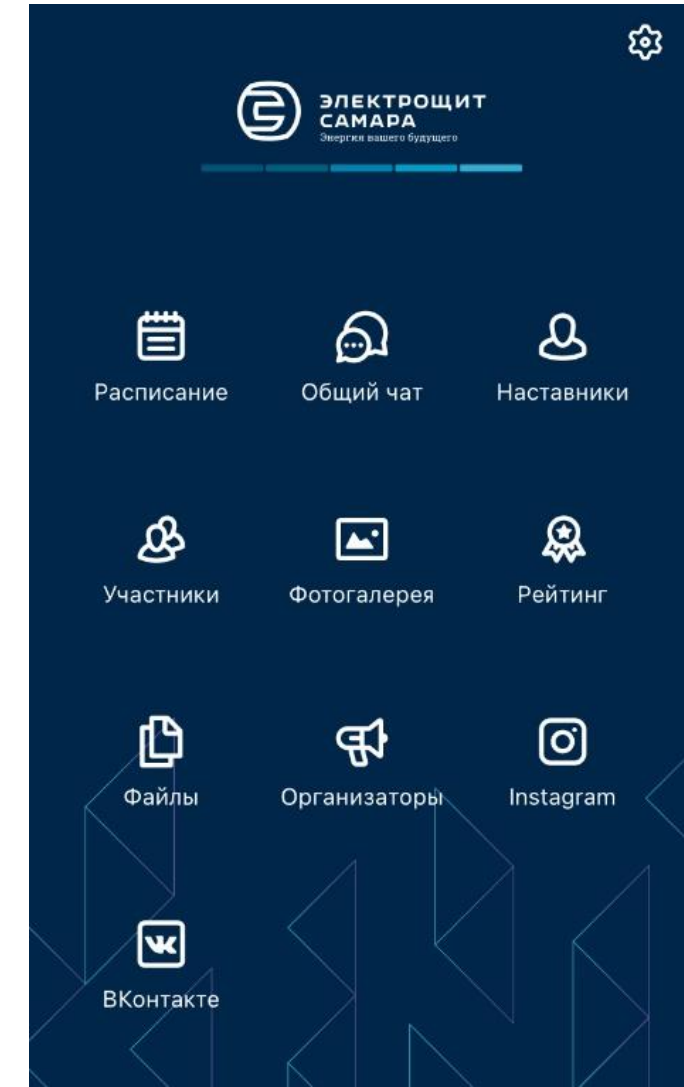 ЭЛЕКТРОЩИТ
САМАРА
Энергия вашего будущего
Расписание
Общий чат
Наставники
Участники
Фотогалерея
Рейтинг
Файлы
Организаторы
Instagram
ВКонтакте